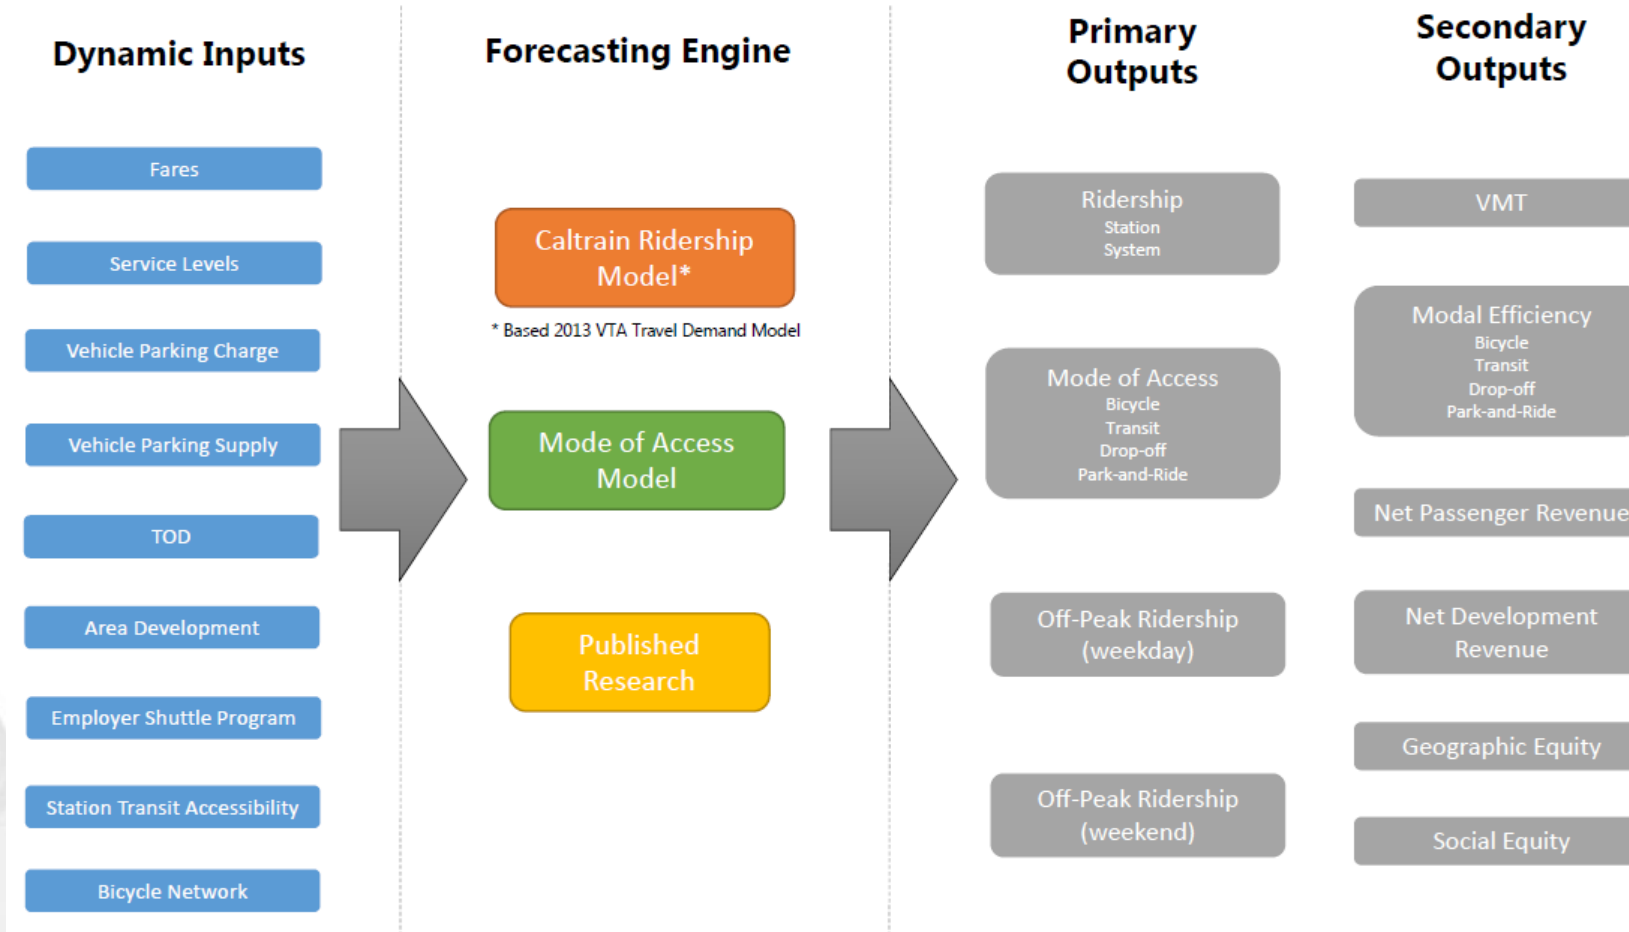 Dynamic Inputs
Fares
Service Levels
Vehicle Parking Charge
Vehicle Parking Supply
TOD
Area Development
Employer Shuttle Program
Station Transit Accessibility
Bicycle Network
Forecasting Engine
Caltrain Ridership
Model*
* Based 2013 VTA Travel Demand Model
Mode of Access
Model
Published
Research
Primary
Outputs
Ridership
Station
System
Mode of Access
Bicycle
Transit
Drop-off
Park-and-Ride
Off-Peak Ridership
(weekday)
Off-Peak Ridership
(weekend)
Secondary
Outputs
VMT
Modal Efficiency
Bicycle
Transit
Drop-off
Park-and-Ride
Net Passenger Revenue
Net Development
Revenue
Geographic Equity
Social Equity